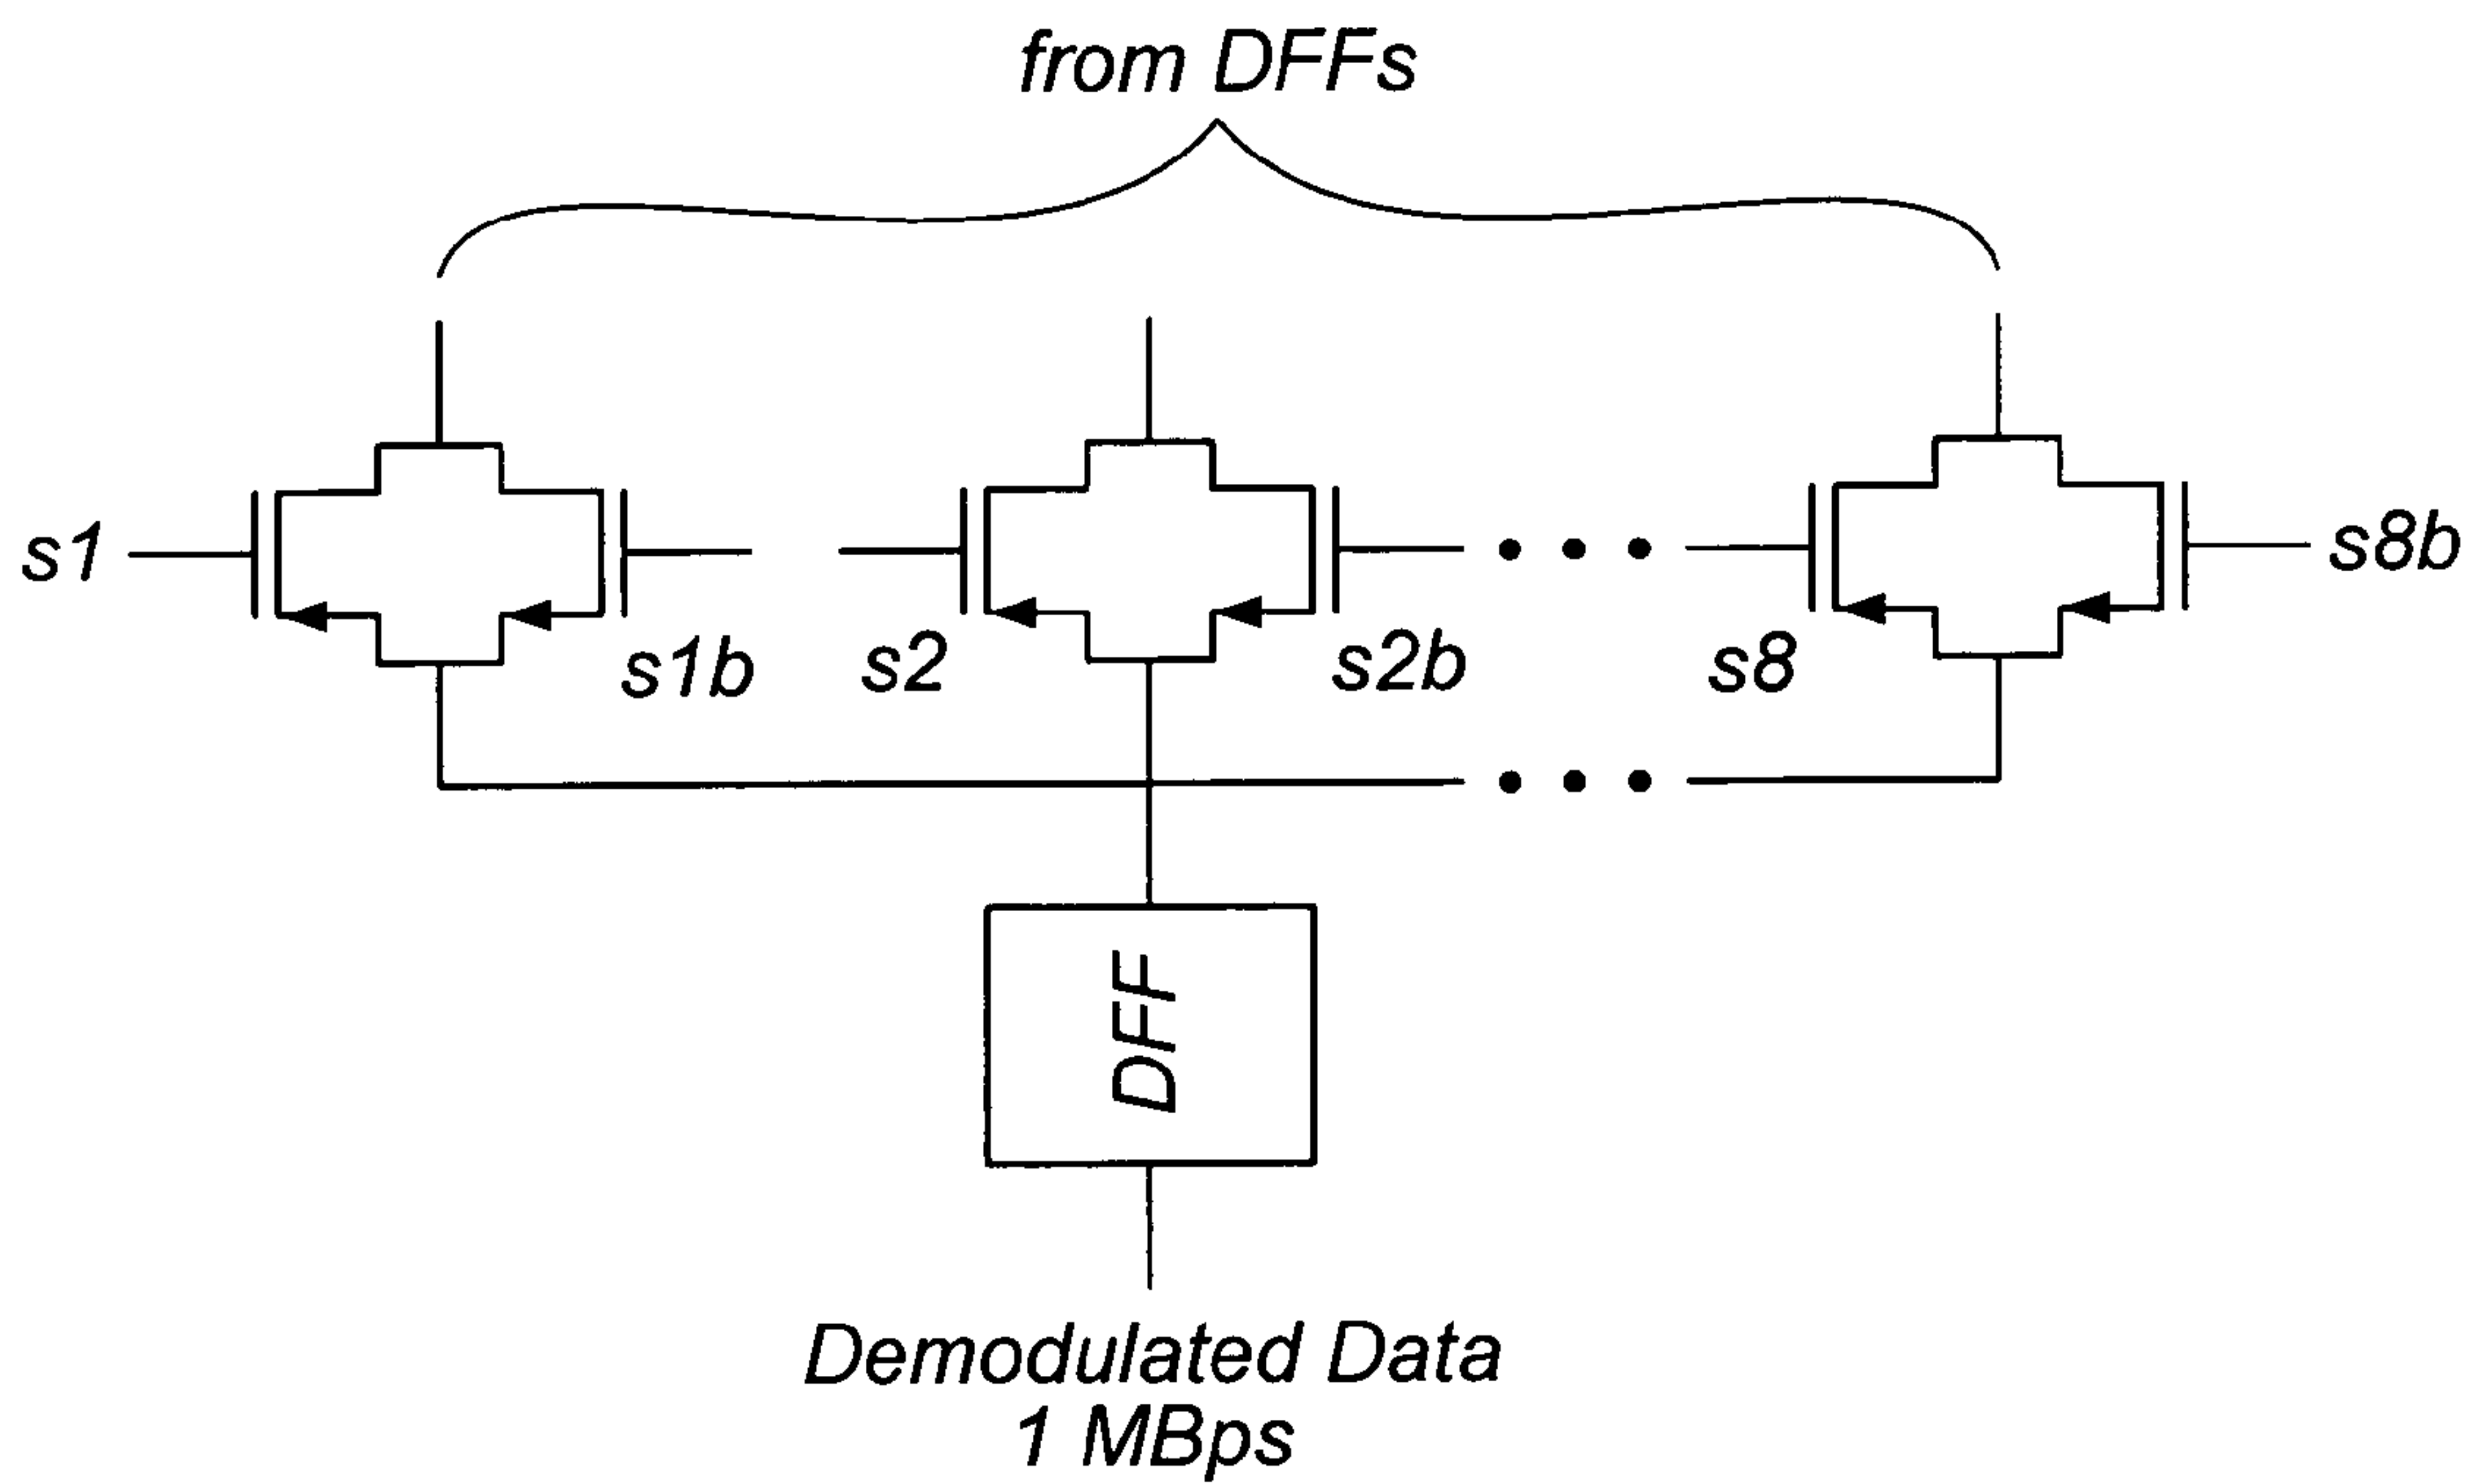 from DFFs
s1
s1b
s2
s2b
s8
s8b
DFF
Demodulated Data
1 MBps